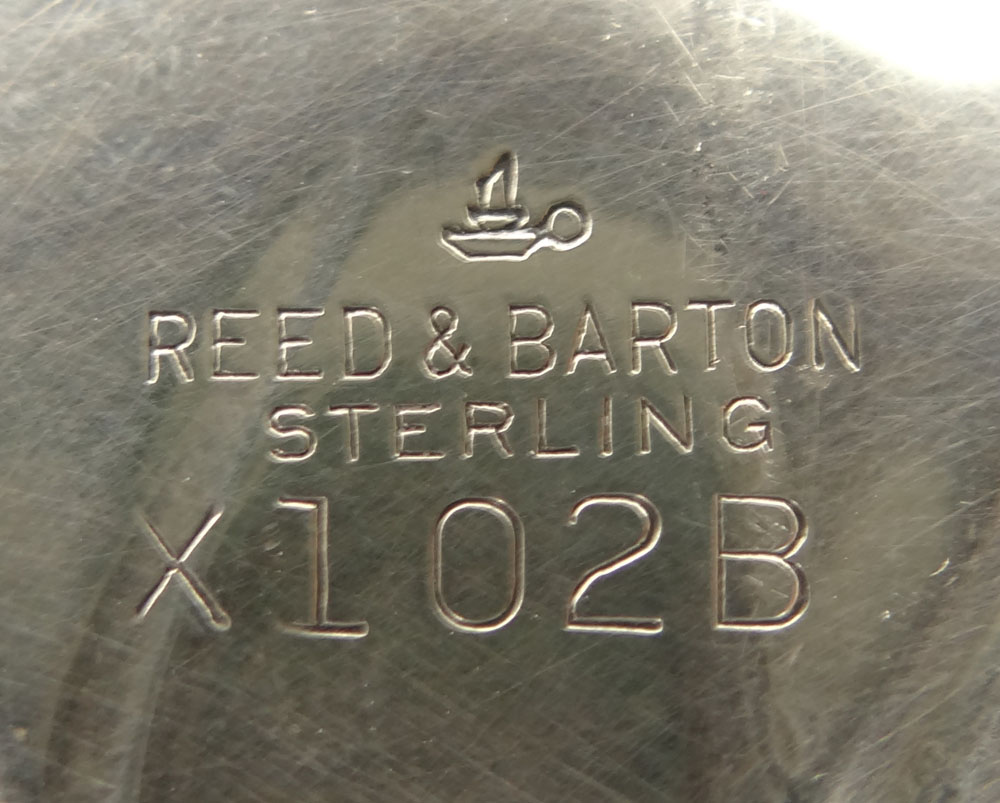 REED & BARTON
STERLING
X102B